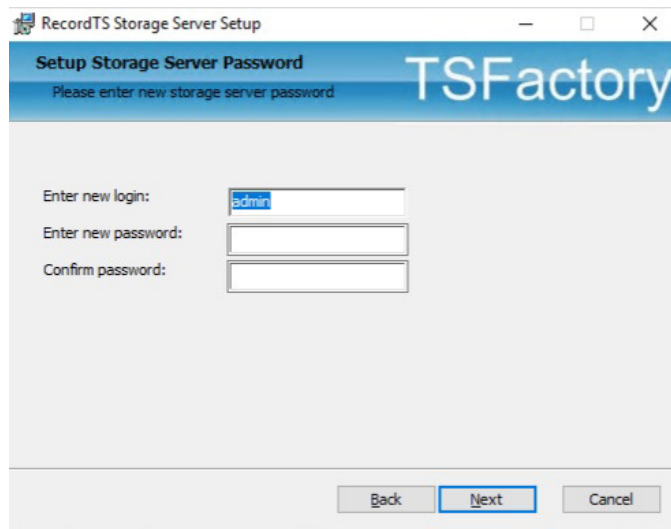 RecordTS Storage Server Setup
Setup Storage Server Password
Please enter new storage server password
TSFactory
Enter new login:
admin
Enter new password:
Confirm password:
Back
Next
Cancel